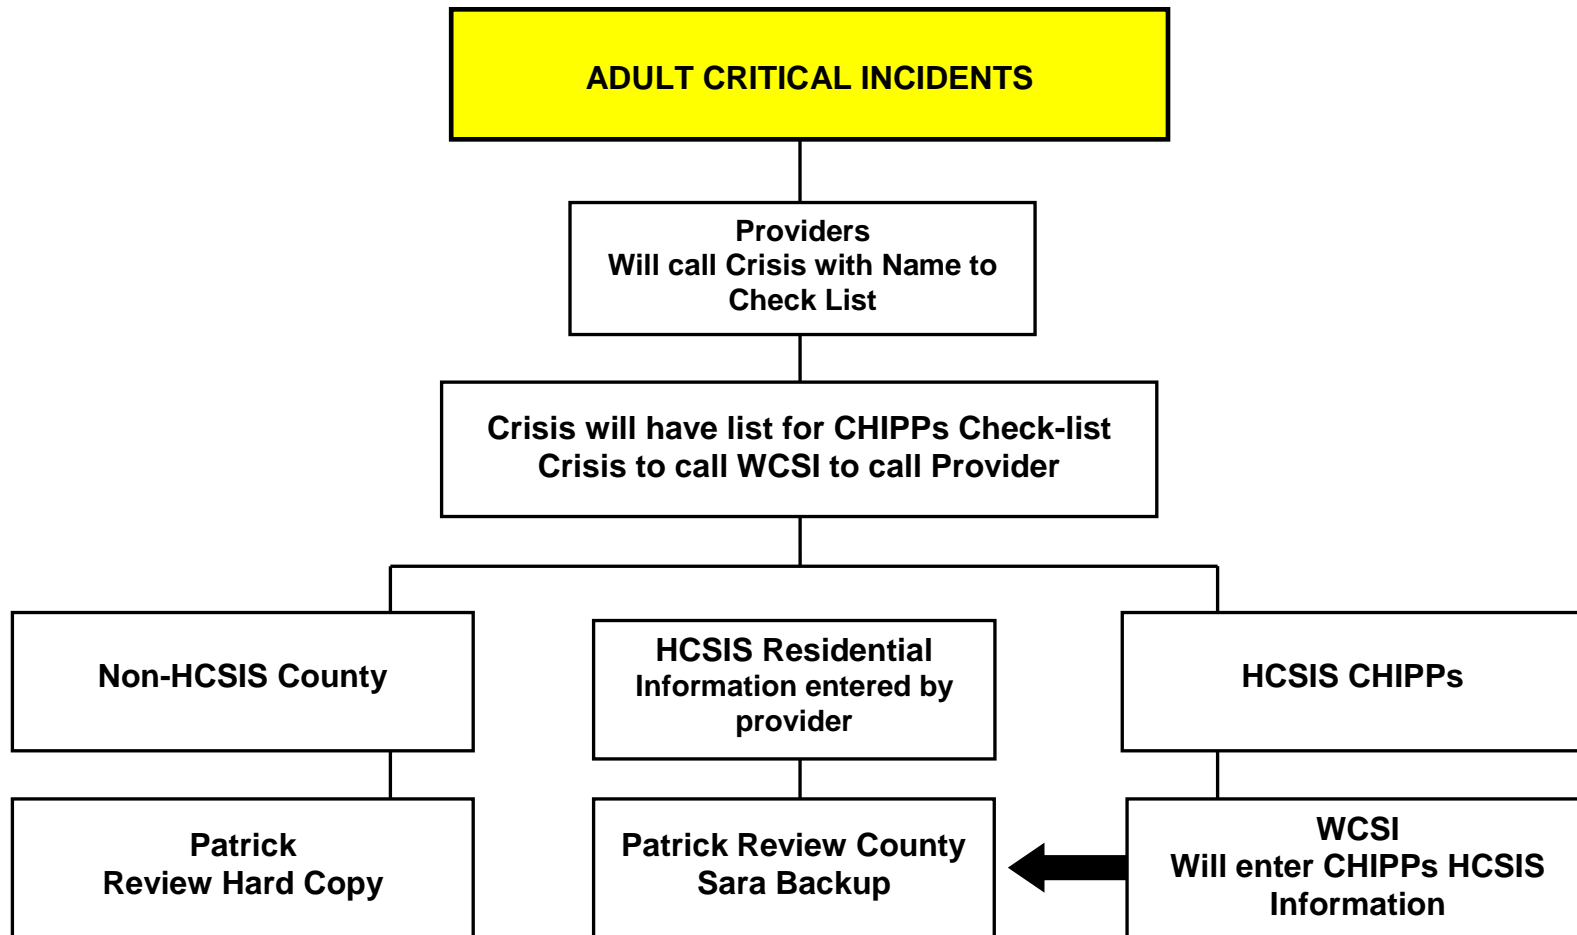 ADULT CRITICAL INCIDENTS
Providers
Will call Crisis with Name to
Check List
Crisis will have list for CHIPPs Check-list
Crisis to call WCSI to call Provider
Non-HCSIS County
HCSIS Residential
Information entered by
provider
HCSIS CHIPPs
Patrick
Review Hard Copy
Patrick Review County
Sara Backup
WCSI
Will enter CHIPPs HCSIS
Information